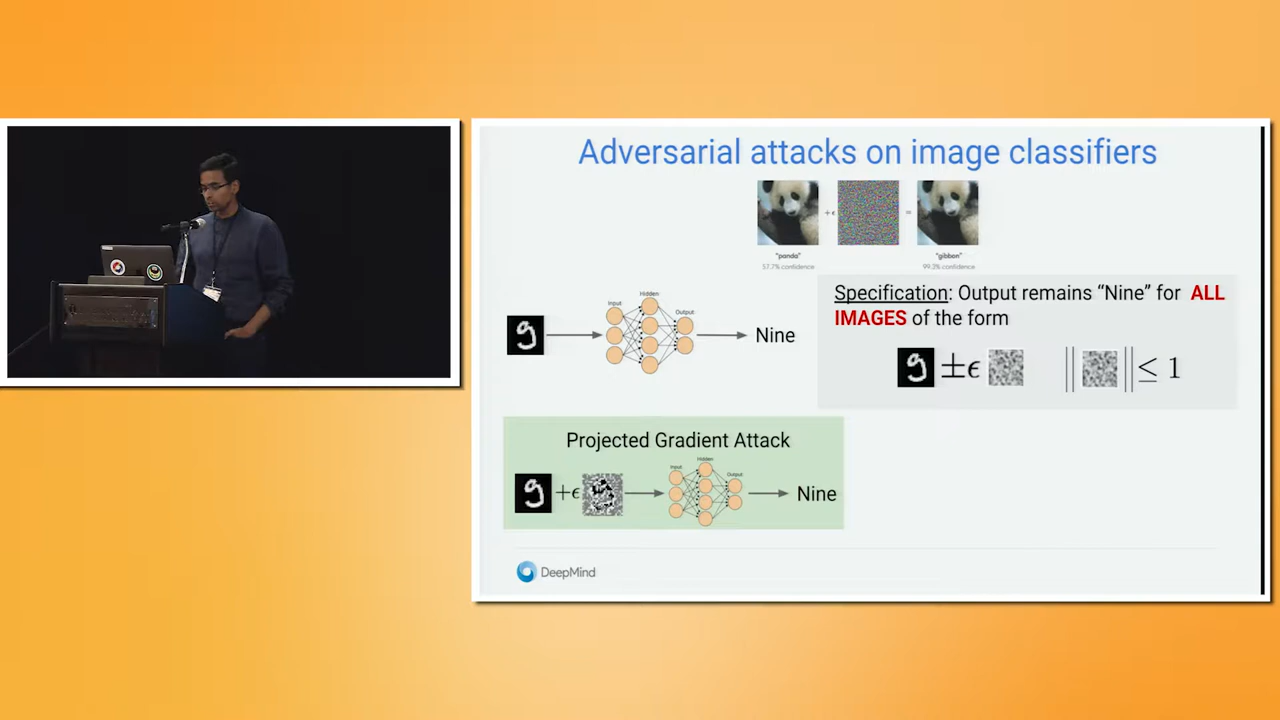 Adversarial attacks on image classifiers
+ϵ
=
"panda"
"gibbon"
57.7% confidence
99.3% confidence
Input
Hidden
Output
Nine
Specification: Output remains “Nine” for ALL
IMAGES of the form
±ϵ
≤ 1
Projected Gradient Attack
+ϵ
Input
Hidden
Output
Nine
DeepMind